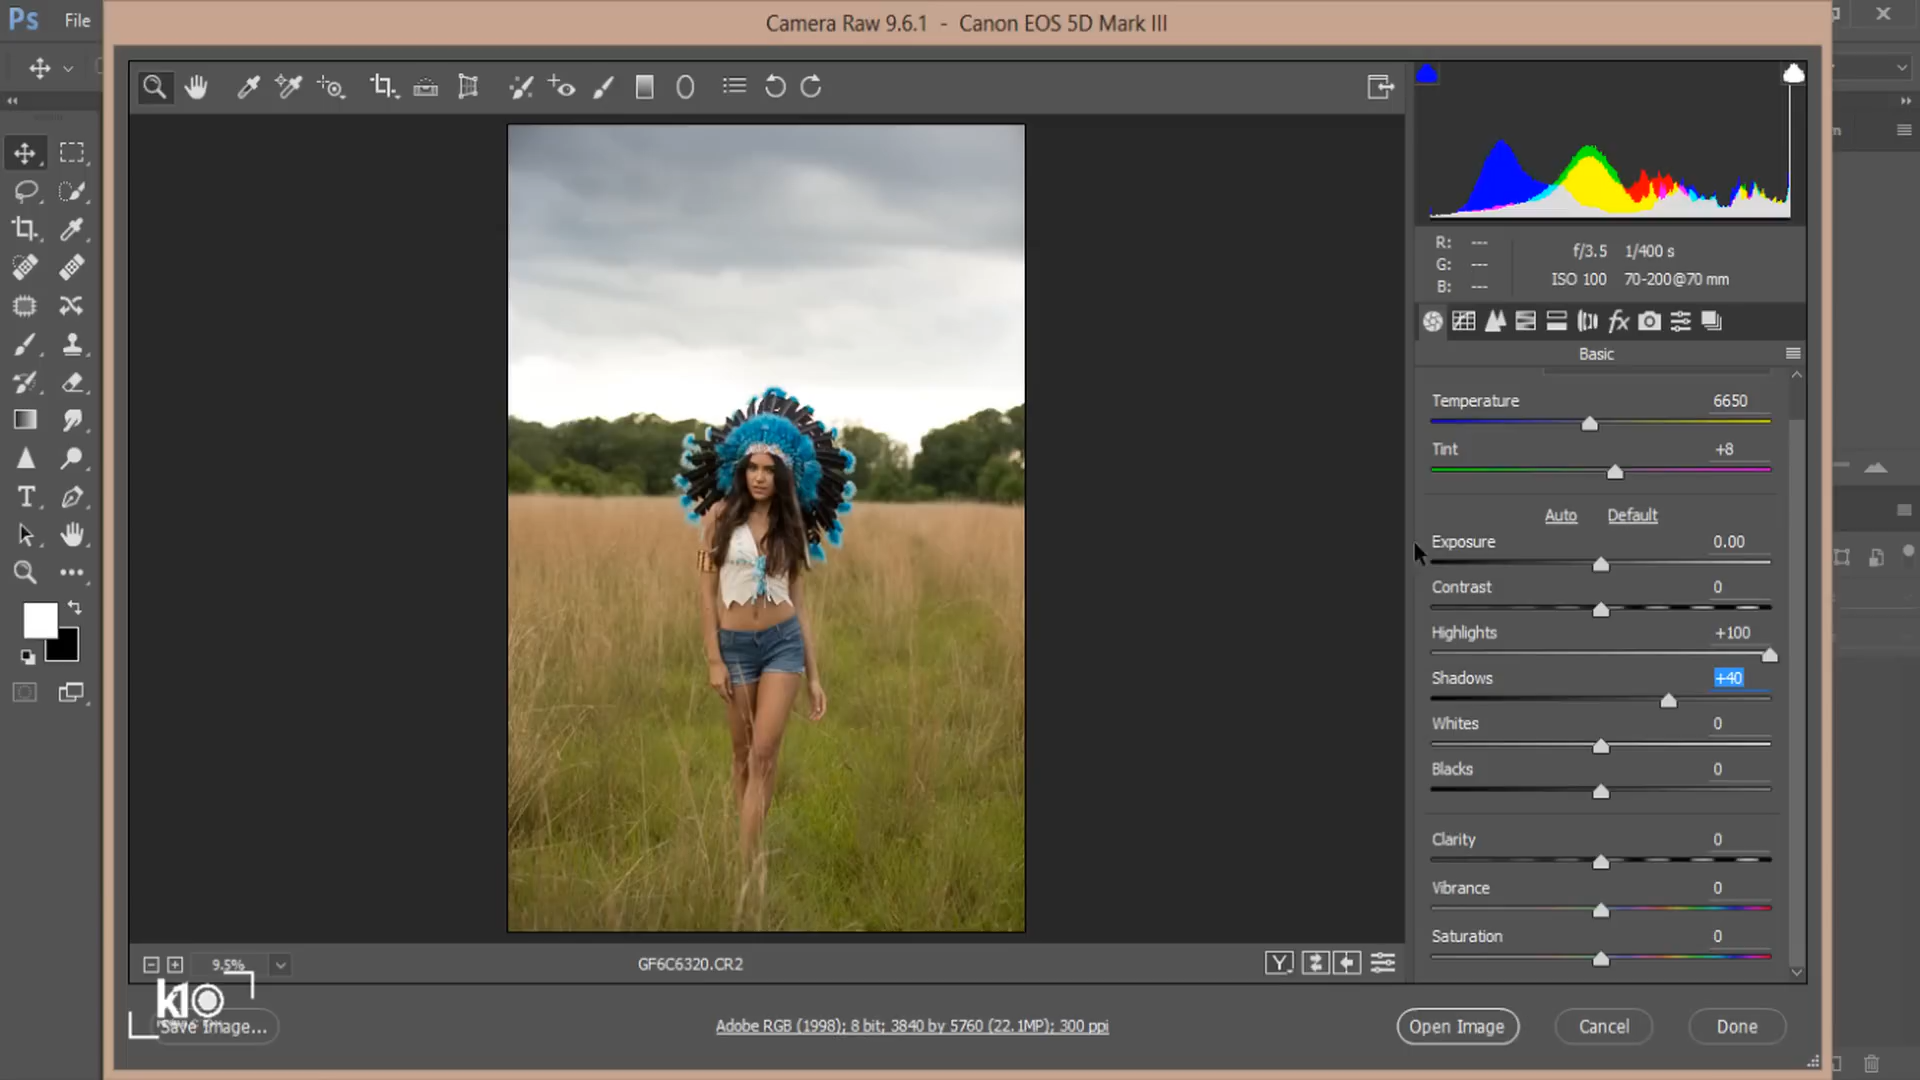 Ps File
Camera Raw 9.6.1 - Canon EOS 5D Mark III
R: ---
G: ---
B: ---
f/3.5 1/400 s
ISO 100 70-200@70 mm
fx
Basic
Temperature 6650
Tint +8
Auto Default
Exposure 0.00
Contrast 0
Highlights +100
Shadows +40
Whites 0
Blacks 0
Clarity 0
Vibrance 0
Saturation 0
9.5%
GF6C6320.CR2
Y
k10
Save Image...
Adobe RGB (1998); 8 bit; 3840 by 5760 (22.1MP); 300 ppi
Open Image
Cancel
Done